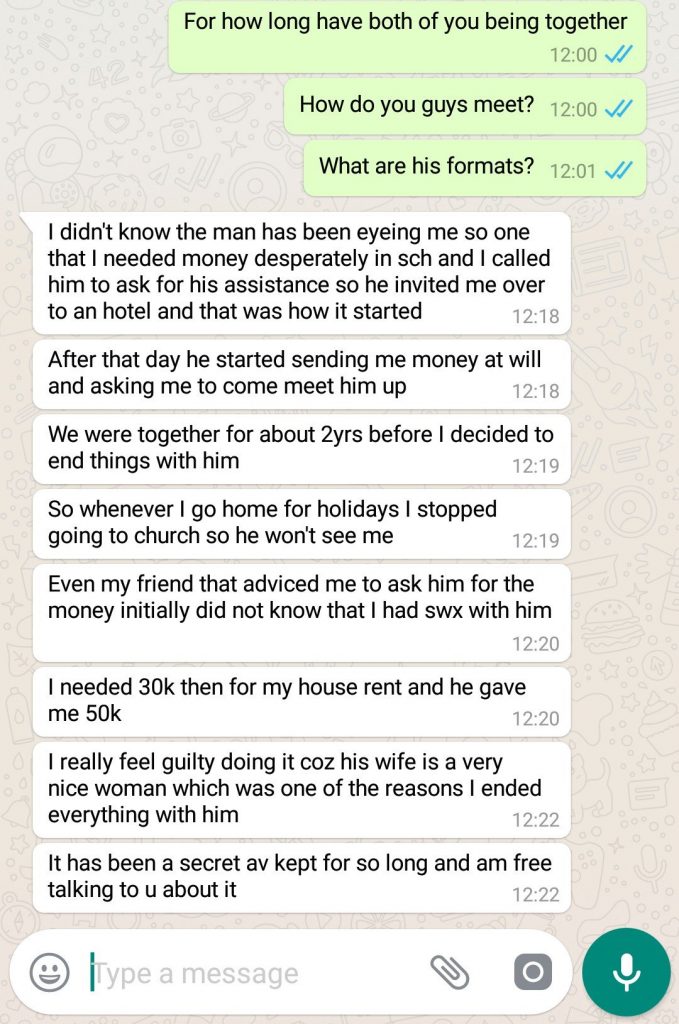 For how long have both of you being together
12:00
How do you guys meet? 12:00
What are his formats? 12:01
I didn't know the man has been eyeing me so one
that I needed money desperately in sch and I called
him to ask for his assistance so he invited me over
to an hotel and that was how it started
12:18
After that day he started sending me money at will
and asking me to come meet him up
12:18
We were together for about 2yrs before I decided to
end things with him
12:19
So whenever I go home for holidays I stopped
going to church so he won't see me
12:19
Even my friend that adviced me to ask him for the
money initially did not know that I had swx with him
12:20
I needed 30k then for my house rent and he gave
me 50k
12:20
I really feel guilty doing it coz his wife is a very
nice woman which was one of the reasons I ended
everything with him
12:22
It has been a secret av kept for so long and am free
talking to u about it
12:22
Type a message